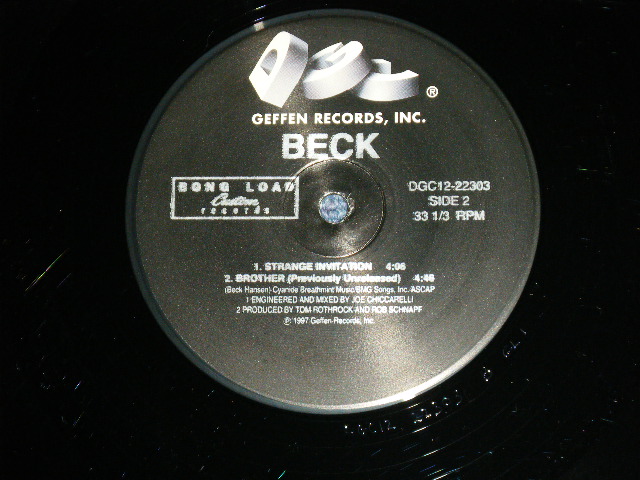 DGC
®
GEFFEN RECORDS, INC.
BECK
BONG LOAD
Custom
records
DGC12-22303
SIDE 2
33 1/3 RPM
1. STRANGE INVITATION 4:06
2. BROTHER (Previously Unreleased) 4:46
(Beck Hansen) Cyanide Breathmint Music/BMG Songs, Inc. ASCAP
1 ENGINEERED AND MIXED BY JOE CHICCARELLI
2 PRODUCED BY TOM ROTHROCK AND ROB SCHNAPF
℗ 1997 Geffen Records, Inc.